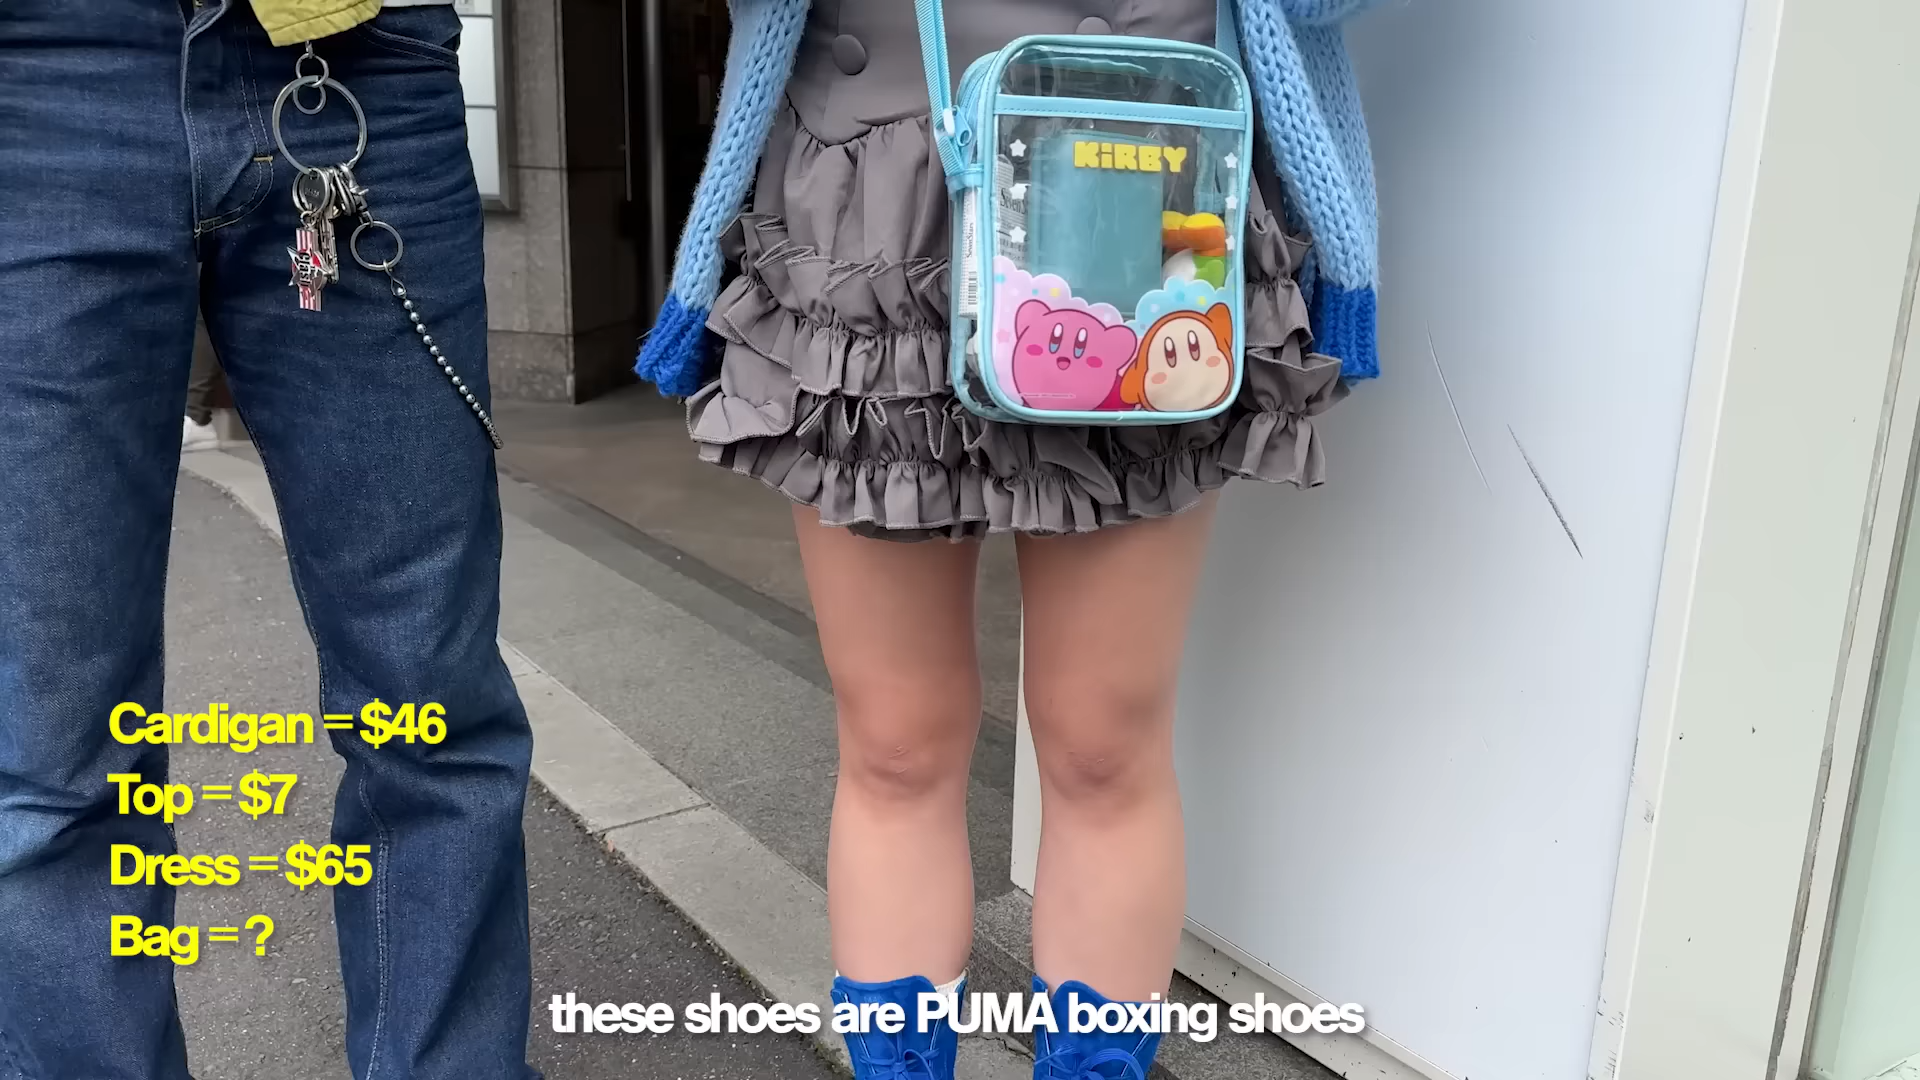 KiRBY
Cardigan = $46
Top = $7
Dress = $65
Bag = ?
these shoes are PUMA boxing shoes